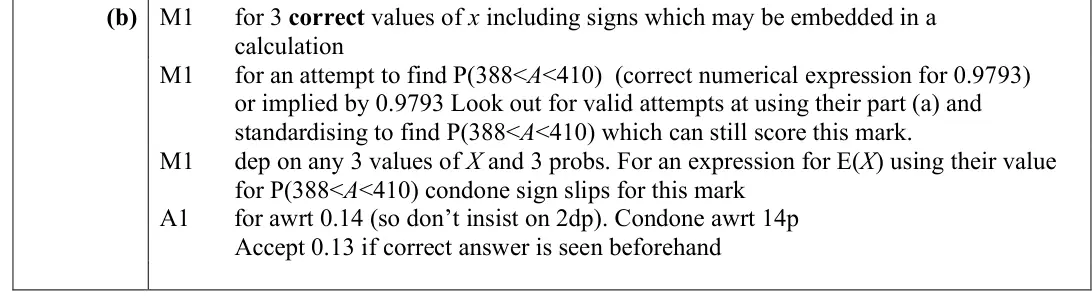 (b) M1 for 3 correct values of x including signs which may be embedded in a
calculation
M1 for an attempt to find P(388<A<410) (correct numerical expression for 0.9793)
or implied by 0.9793 Look out for valid attempts at using their part (a) and
standardising to find P(388<A<410) which can still score this mark.
M1 dep on any 3 values of X and 3 probs. For an expression for E(X) using their value
for P(388<A<410) condone sign slips for this mark
A1 for awrt 0.14 (so don’t insist on 2dp). Condone awrt 14p
Accept 0.13 if correct answer is seen beforehand